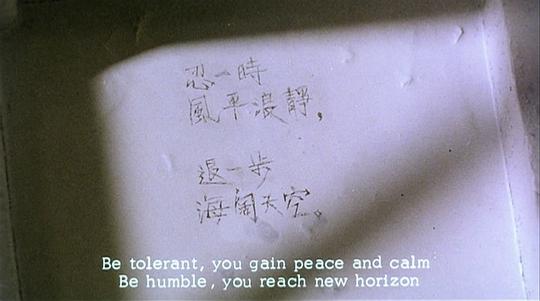 忍一時
風平浪靜，
退一步
海闊天空。
Be tolerant, you gain peace and calm
Be humble, you reach new horizon